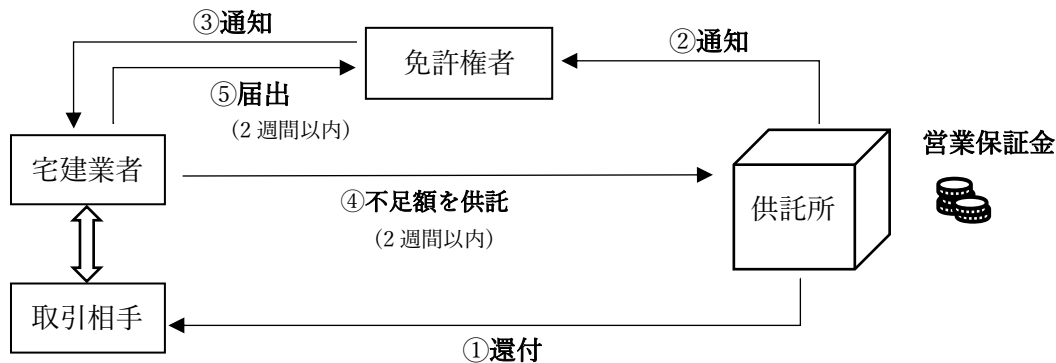 ③通知
免許権者
②通知
⑤届出
(2 週間以内)
宅建業者
④不足額を供託
(2 週間以内)
営業保証金
供託所
取引相手
①還付